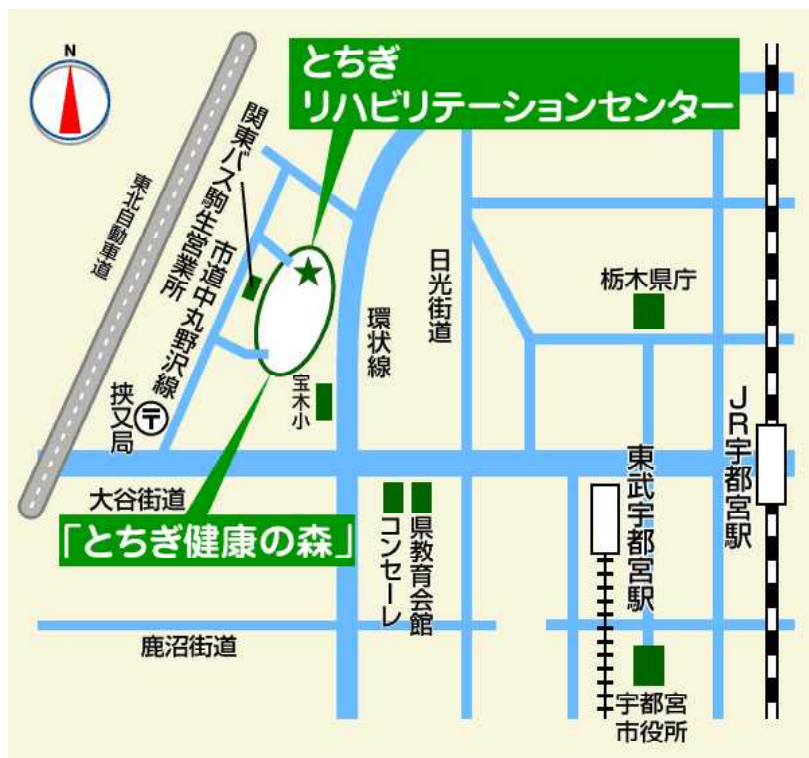 N
とちぎ
リハビリテーションセンター
関東バス駒生営業所
東北自動車道
市道中丸野沢線
日光街道
環状線
栃木県庁
宝木小
挟又局
〒
JR宇都宮駅
東武宇都宮駅
大谷街道
「とちぎ健康の森」
コンセーレ
県教育会館
鹿沼街道
宇都宮
市役所